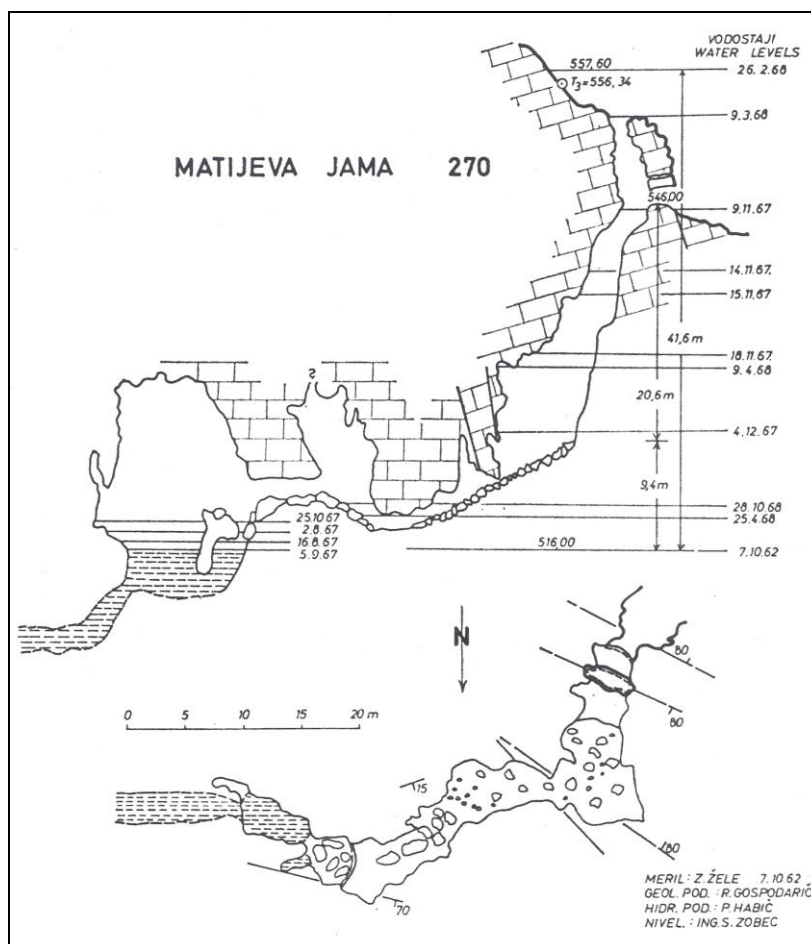 VODOSTAJI
WATER LEVELS
557,60
26.2.68
T3=556,34
9.3.68
MATIJEVA JAMA 270
546,00
9.11.67
14.11.67.
15.11.67
41,6 m
18.11.67.
9.4.68
?
20,6 m
4.12.67
9,4 m
28.10.68
25.4.68
25.10.67
2.8.67
16.8.67
5.9.67
516,00
7.10.62
N
80
80
0 5 10 15 20 m
15
80
70
MERIL: Z. ŽELE 7.10.62
GEOL. POD.: R. GOSPODARIČ
HIDR. POD.: P. HABIČ
NIVEL.: ING. S. ZOBEC